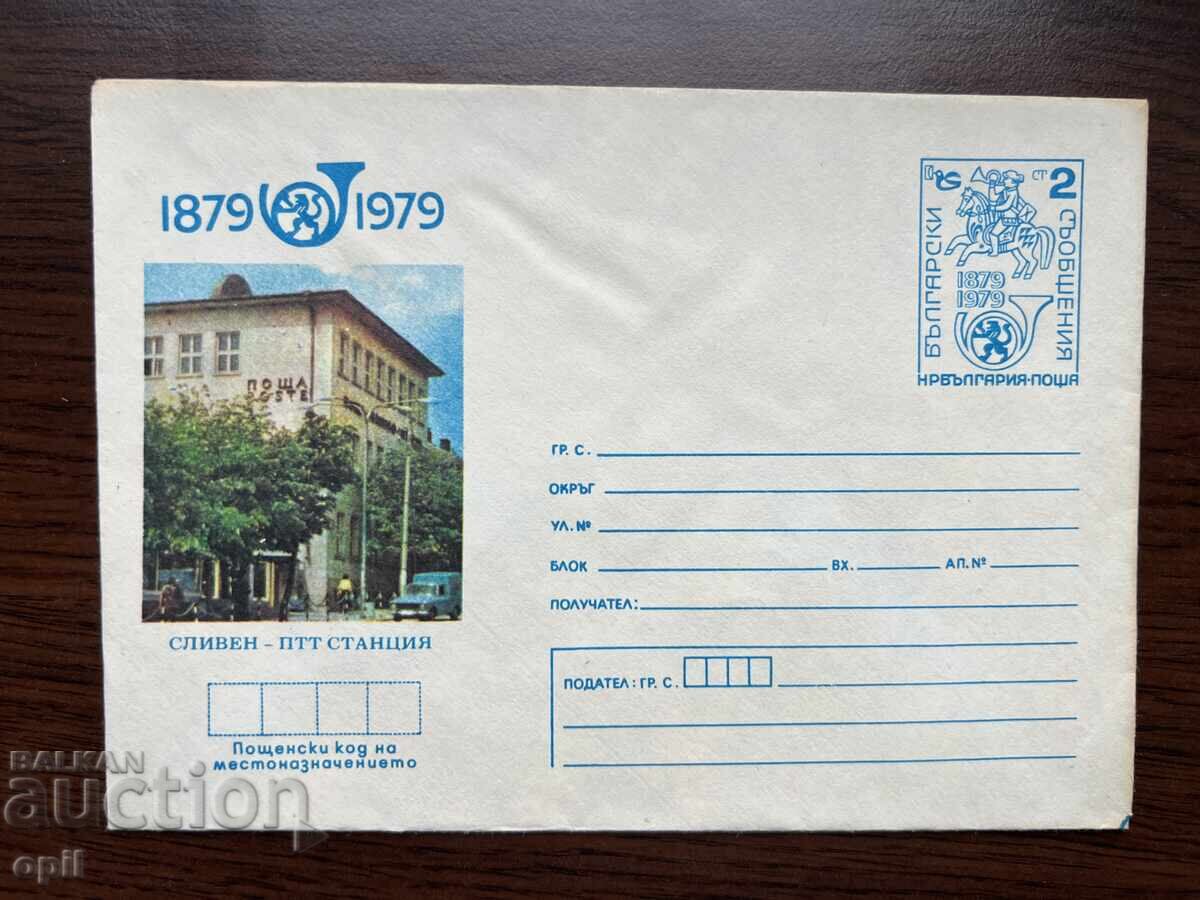 1879 1979
ПОЩА
POSTE
СЛИВЕН - ПТТ СТАНЦИЯ
Пощенски код на
местоназначението
СТ 2
БЪЛГАРСКИ
СЪОБЩЕНИЯ
1879
1979
НРБЪЛГАРИЯ·ПОЩА
ГР. С.
ОКРЪГ
УЛ. №
БЛОК ВХ. АП. №
ПОЛУЧАТЕЛ:
ПОДАТЕЛ: ГР. С.
BALKAN
auction
opil